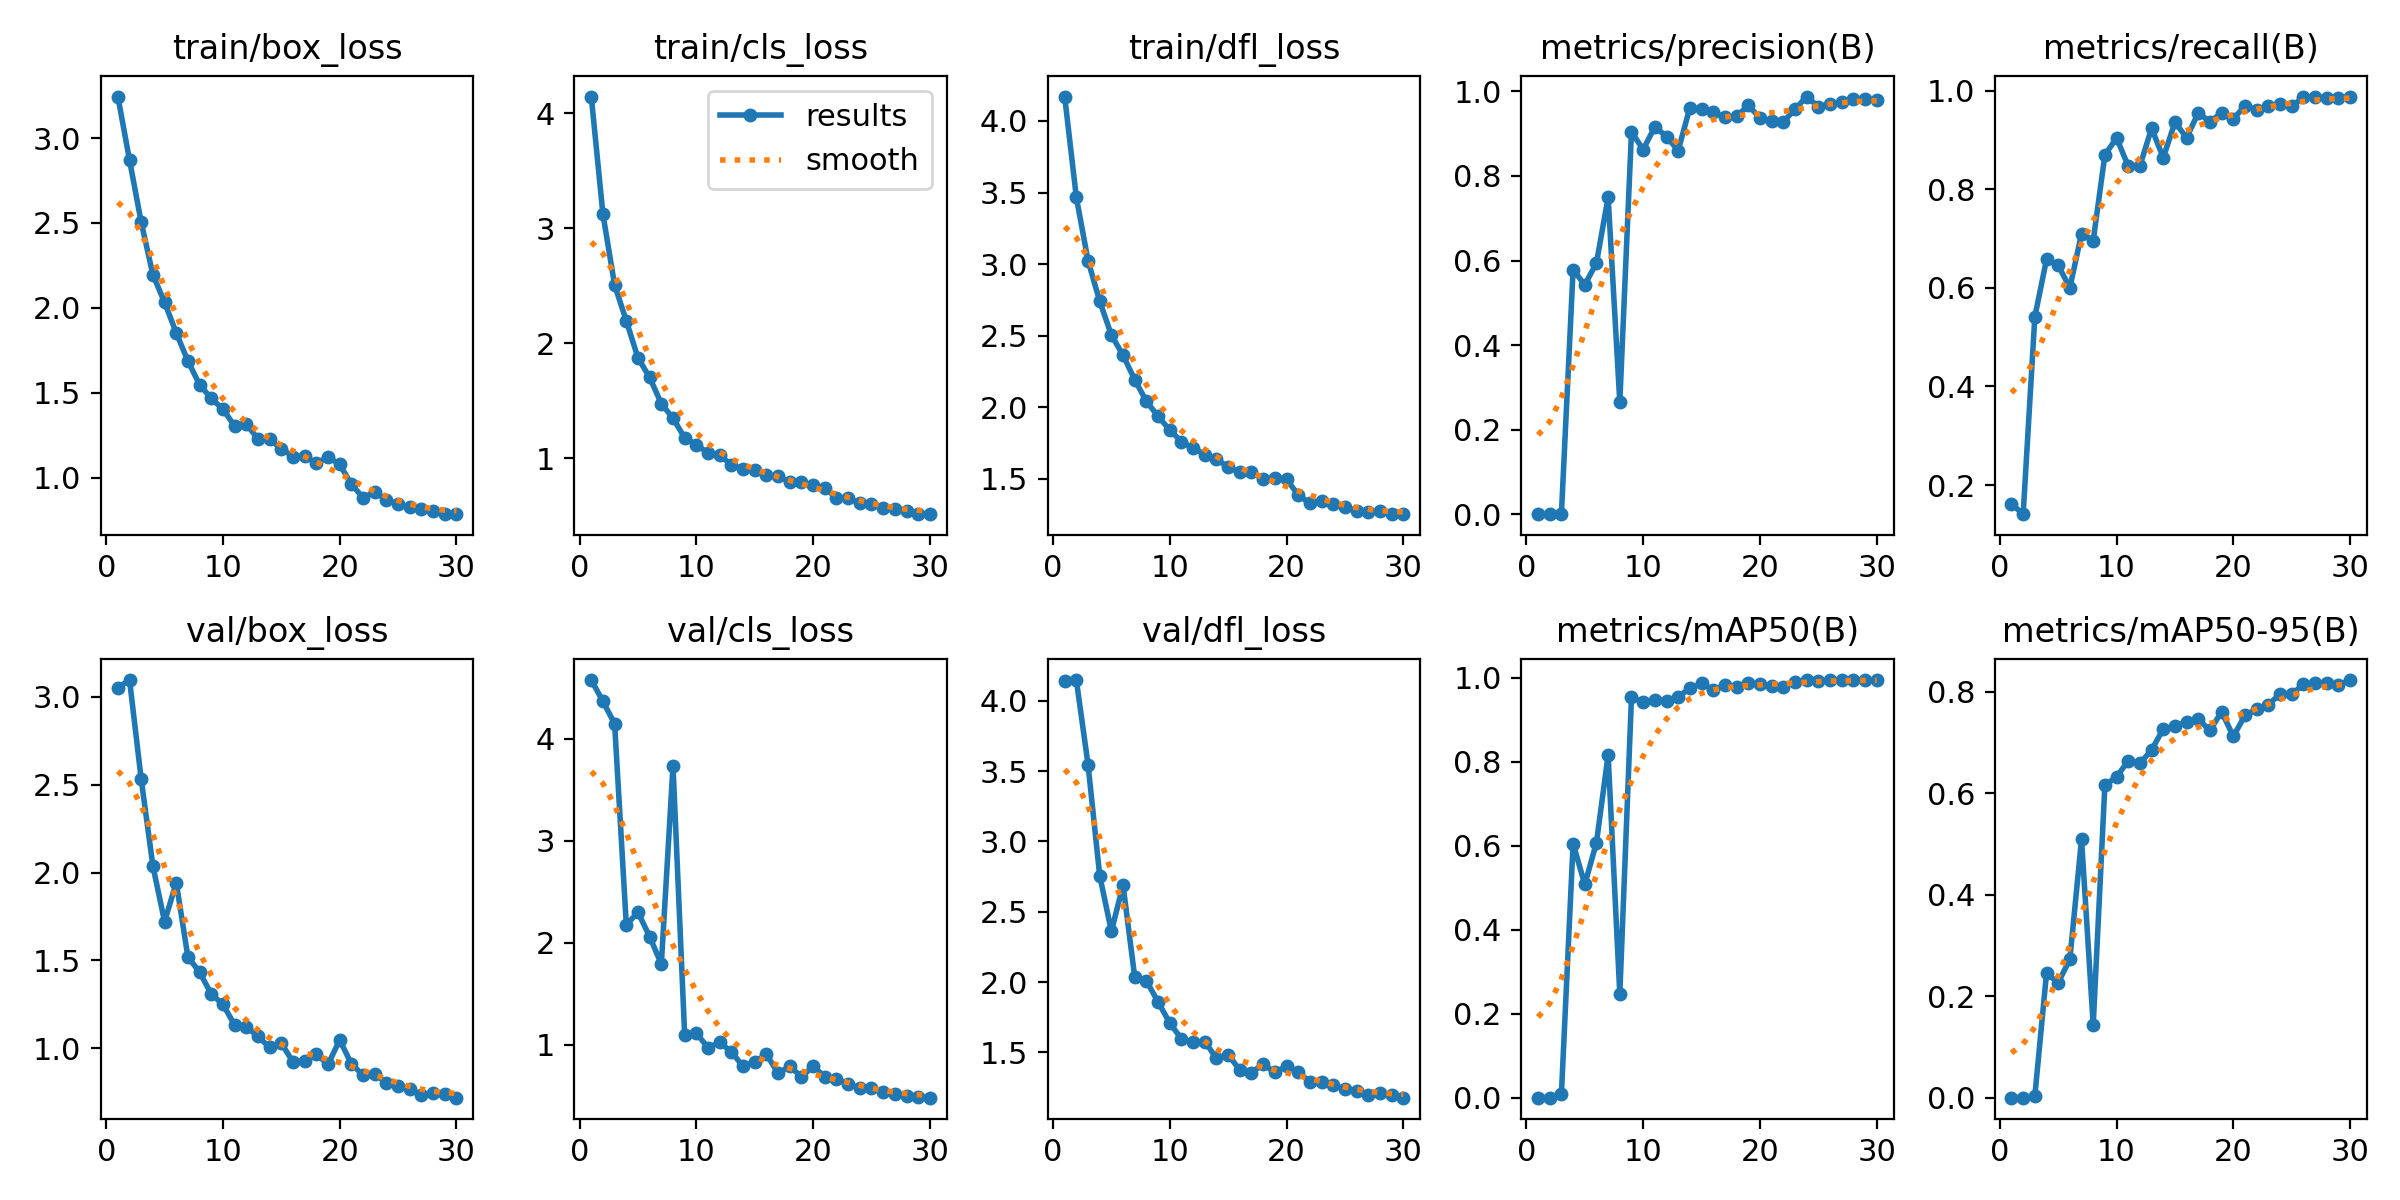 train/box_loss
3.0
2.5
2.0
1.5
1.0
0 10 20 30
train/cls_loss
results
smooth
4
3
2
1
0 10 20 30
train/dfl_loss
4.0
3.5
3.0
2.5
2.0
1.5
0 10 20 30
metrics/precision(B)
1.0
0.8
0.6
0.4
0.2
0.0
0 10 20 30
metrics/recall(B)
1.0
0.8
0.6
0.4
0.2
0 10 20 30
val/box_loss
3.0
2.5
2.0
1.5
1.0
0 10 20 30
val/cls_loss
4
3
2
1
0 10 20 30
val/dfl_loss
4.0
3.5
3.0
2.5
2.0
1.5
0 10 20 30
metrics/mAP50(B)
1.0
0.8
0.6
0.4
0.2
0.0
0 10 20 30
metrics/mAP50-95(B)
0.8
0.6
0.4
0.2
0.0
0 10 20 30